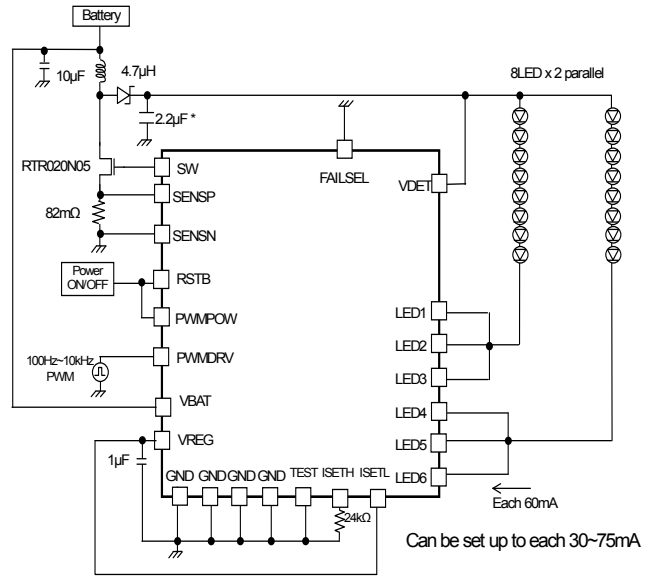 Battery
10μF
4.7μH
8LED x 2 parallel
2.2μF *
RTR020N05
SW
FAILSEL
VDET
SENSP
82mΩ
SENSN
Power
ON/OFF
RSTB
LED1
PWMPOW
LED2
100Hz~10kHz
PWM
PWMDRV
LED3
VBAT
LED4
VREG
LED5
1μF
GND GND GND GND TEST ISETH ISETL
LED6
24kΩ
Each 60mA
Can be set up to each 30~75mA